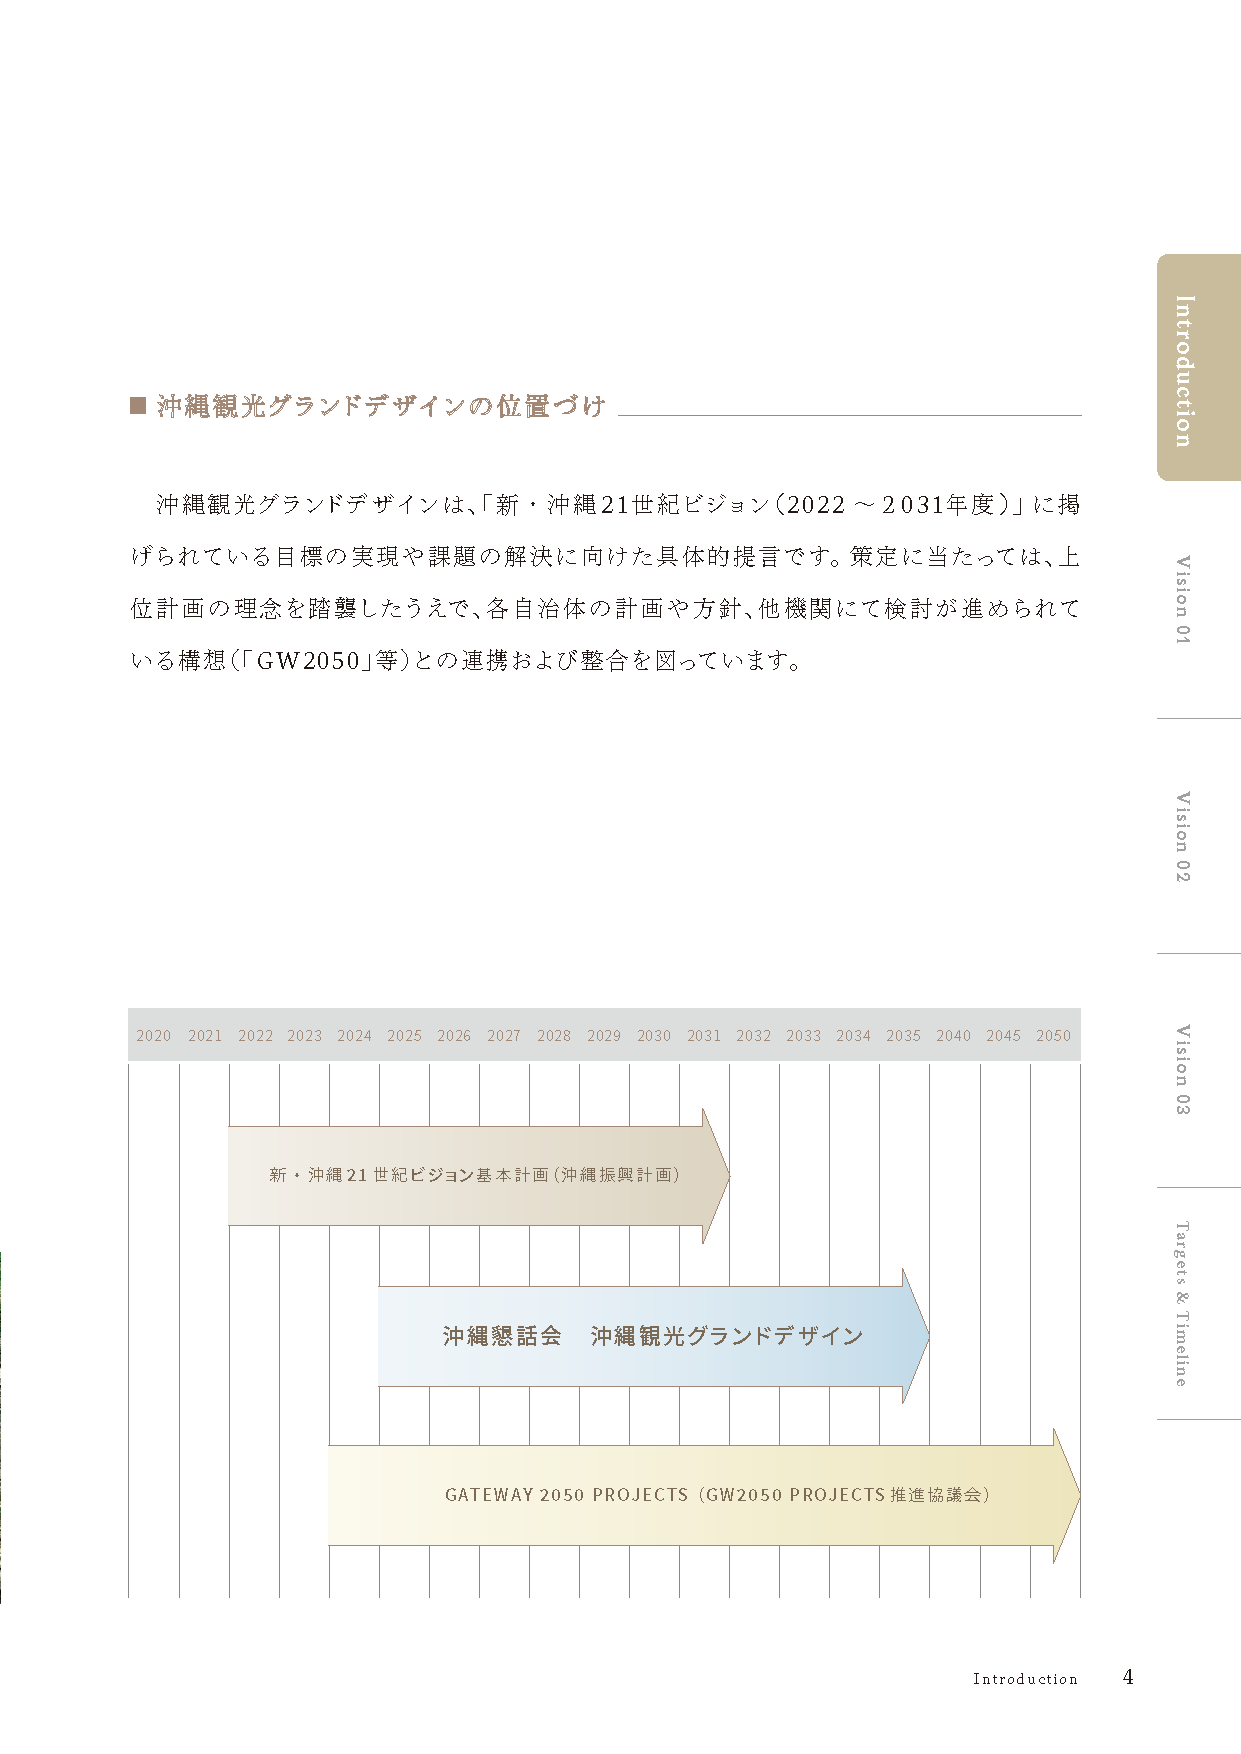 ■ 沖縄観光グランドデザインの位置づけ
沖縄観光グランドデザインは、「新・沖縄21世紀ビジョン（2022 ～ 2031年度）」に掲
げられている目標の実現や課題の解決に向けた具体的提言です。策定に当たっては、上
位計画の理念を踏襲したうえで、各自治体の計画や方針、他機関にて検討が進められて
いる構想（「GW2050」等）との連携および整合を図っています。
2020 2021 2022 2023 2024 2025 2026 2027 2028 2029 2030 2031 2032 2033 2034 2035 2040 2045 2050
新・沖縄21世紀ビジョン基本計画（沖縄振興計画）
沖縄懇話会　沖縄観光グランドデザイン
GATEWAY 2050 PROJECTS（GW2050 PROJECTS推進協議会）
Introduction
Vision 01
Vision 02
Vision 03
Targets & Timeline
Introduction 4